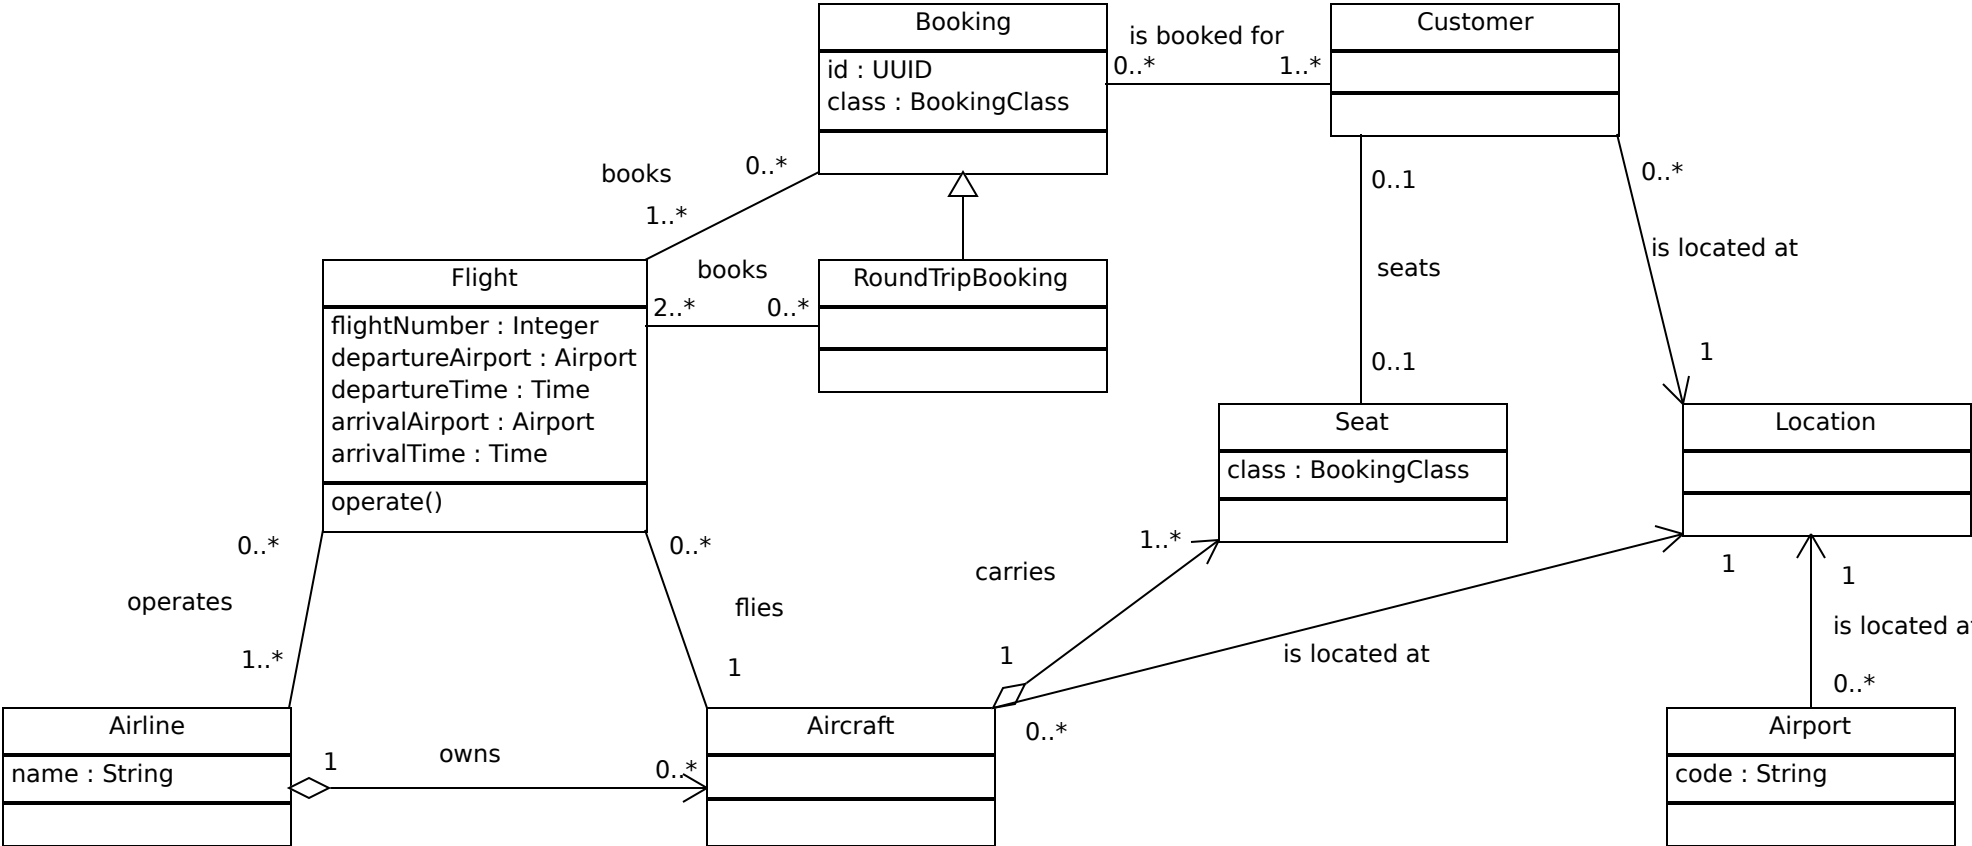 Booking
id : UUID
class : BookingClass
is booked for
0..*
1..*
Customer
books
0..*
1..*
0..1
seats
0..1
0..*
is located at
1
Flight
flightNumber : Integer
departureAirport : Airport
departureTime : Time
arrivalAirport : Airport
arrivalTime : Time
operate()
books
2..*
0..*
RoundTripBooking
Seat
class : BookingClass
Location
0..*
operates
1..*
0..*
flies
1
1..*
carries
1
is located at
0..*
1
1
is located at
0..*
Airline
name : String
1
owns
0..*
Aircraft
Airport
code : String